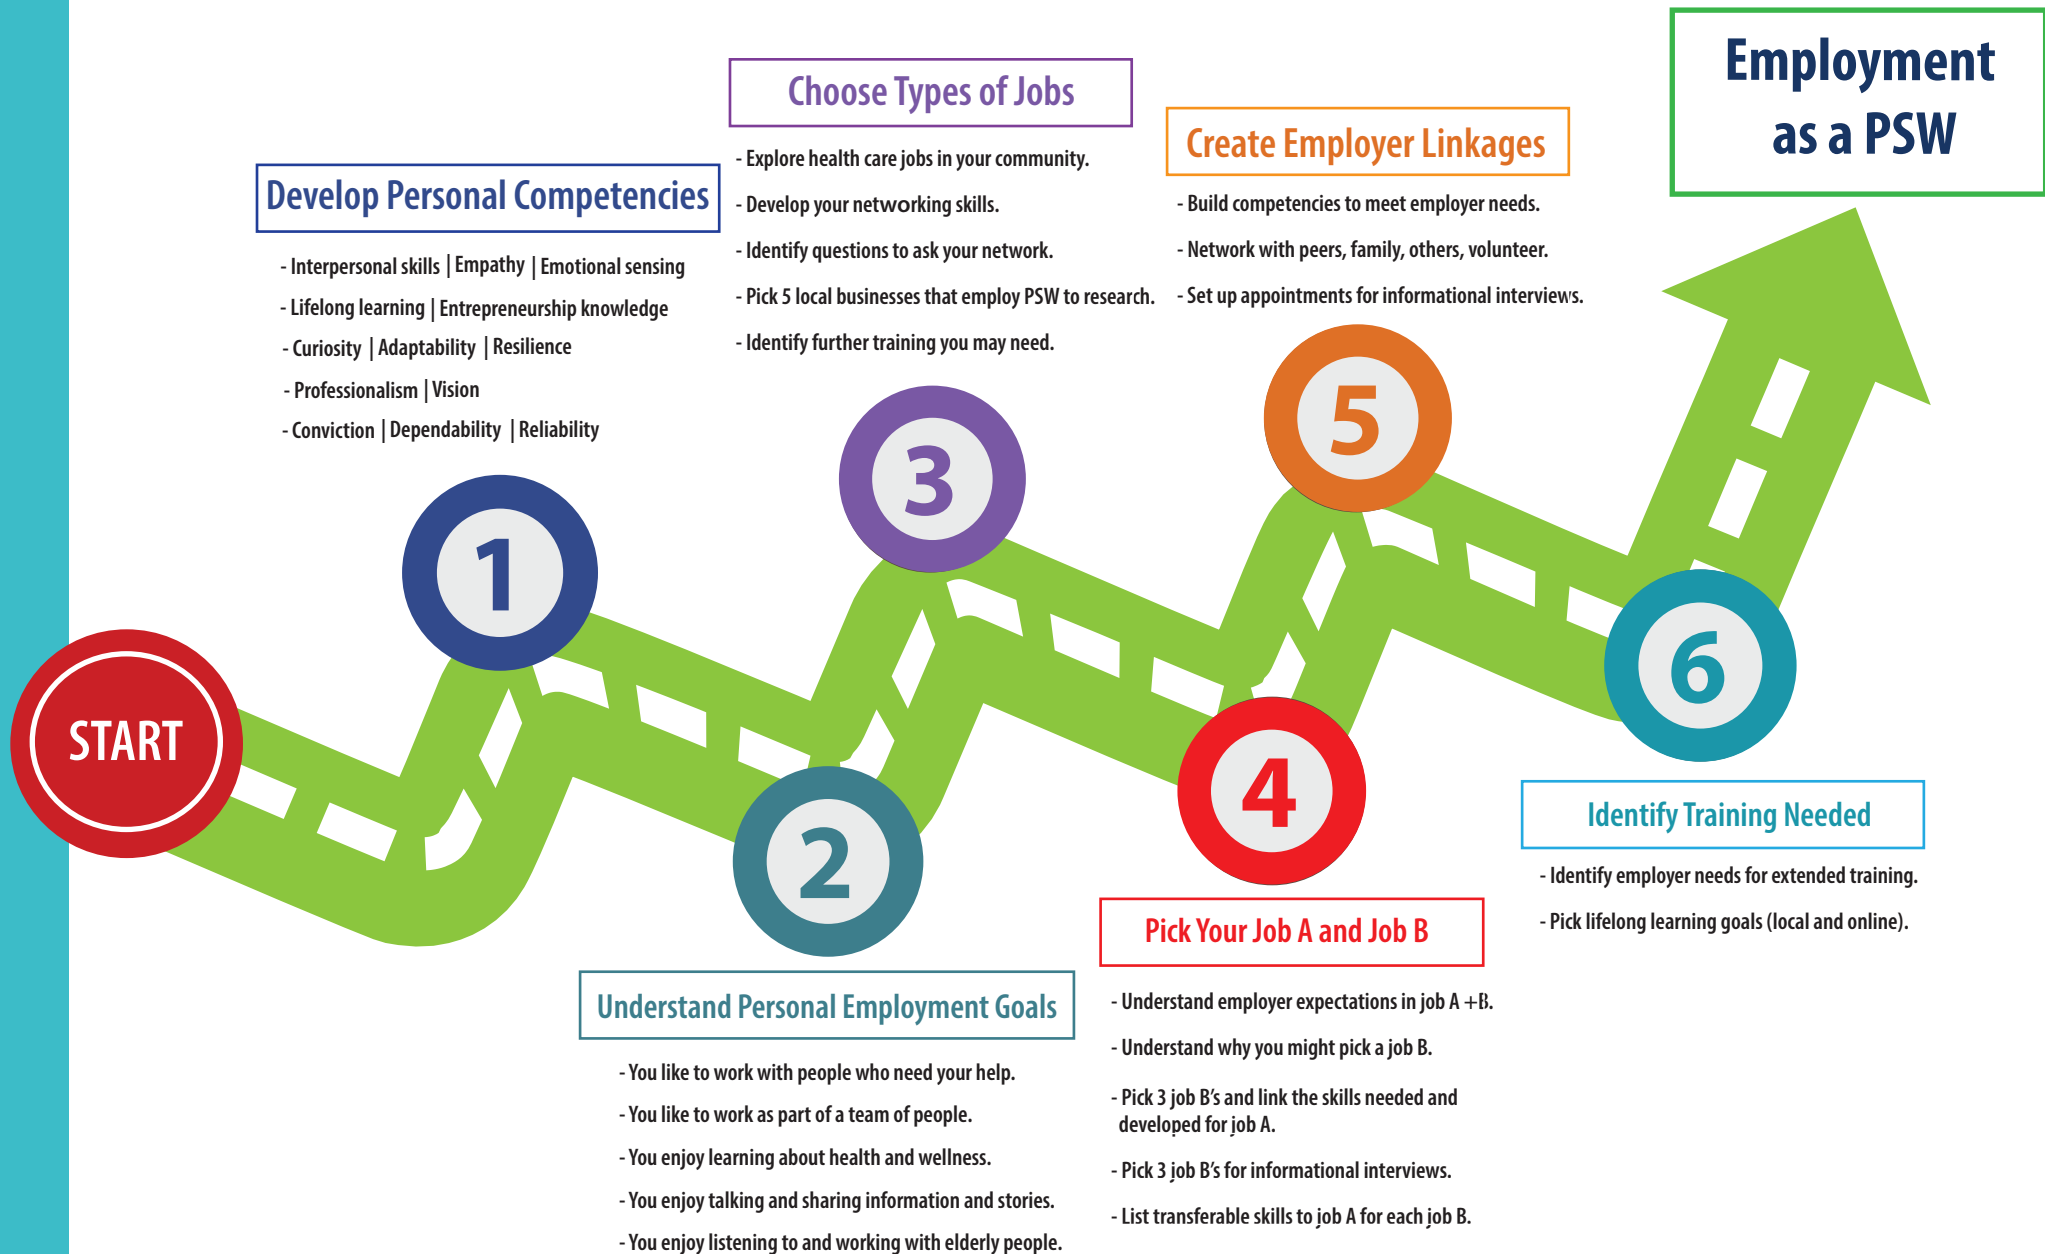 START
1
Develop Personal Competencies
- Interpersonal skills | Empathy | Emotional sensing
- Lifelong learning | Entrepreneurship knowledge
- Curiosity | Adaptability | Resilience
- Professionalism | Vision
- Conviction | Dependability | Reliability
2
Understand Personal Employment Goals
- You like to work with people who need your help.
- You like to work as part of a team of people.
- You enjoy learning about health and wellness.
- You enjoy talking and sharing information and stories.
- You enjoy listening to and working with elderly people.
3
Choose Types of Jobs
- Explore health care jobs in your community.
- Develop your networking skills.
- Identify questions to ask your network.
- Pick 5 local businesses that employ PSW to research.
- Identify further training you may need.
4
Pick Your Job A and Job B
- Understand employer expectations in job A +B.
- Understand why you might pick a job B.
- Pick 3 job B's and link the skills needed and
developed for job A.
- Pick 3 job B's for informational interviews.
- List transferable skills to job A for each job B.
5
Create Employer Linkages
- Build competencies to meet employer needs.
- Network with peers, family, others, volunteer.
- Set up appointments for informational interviews.
6
Identify Training Needed
- Identify employer needs for extended training.
- Pick lifelong learning goals (local and online).
Employment
as a PSW